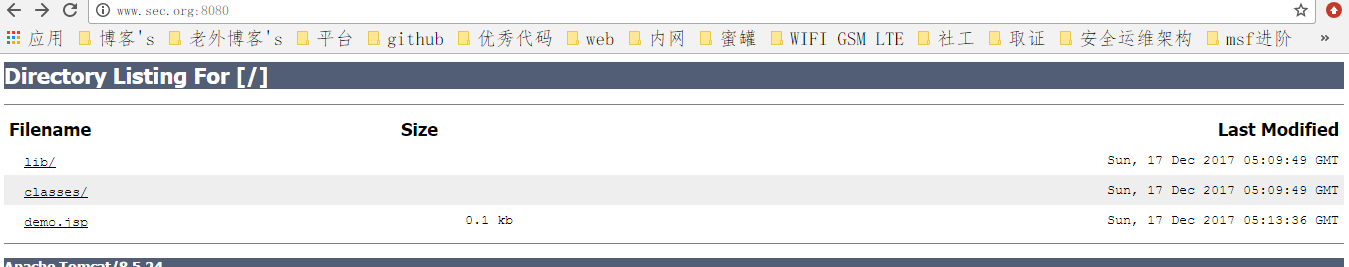 www.sec.org:8080
应用 博客's 老外博客's 平台 github 优秀代码 web 内网 蜜罐 WIFI GSM LTE 社工 取证 安全运维架构 msf进阶 »
Directory Listing For [/]
Filename Size Last Modified
lib/ Sun, 17 Dec 2017 05:09:49 GMT
classes/ Sun, 17 Dec 2017 05:09:49 GMT
demo.jsp 0.1 kb Sun, 17 Dec 2017 05:13:36 GMT
Apache Tomcat/8.5.24